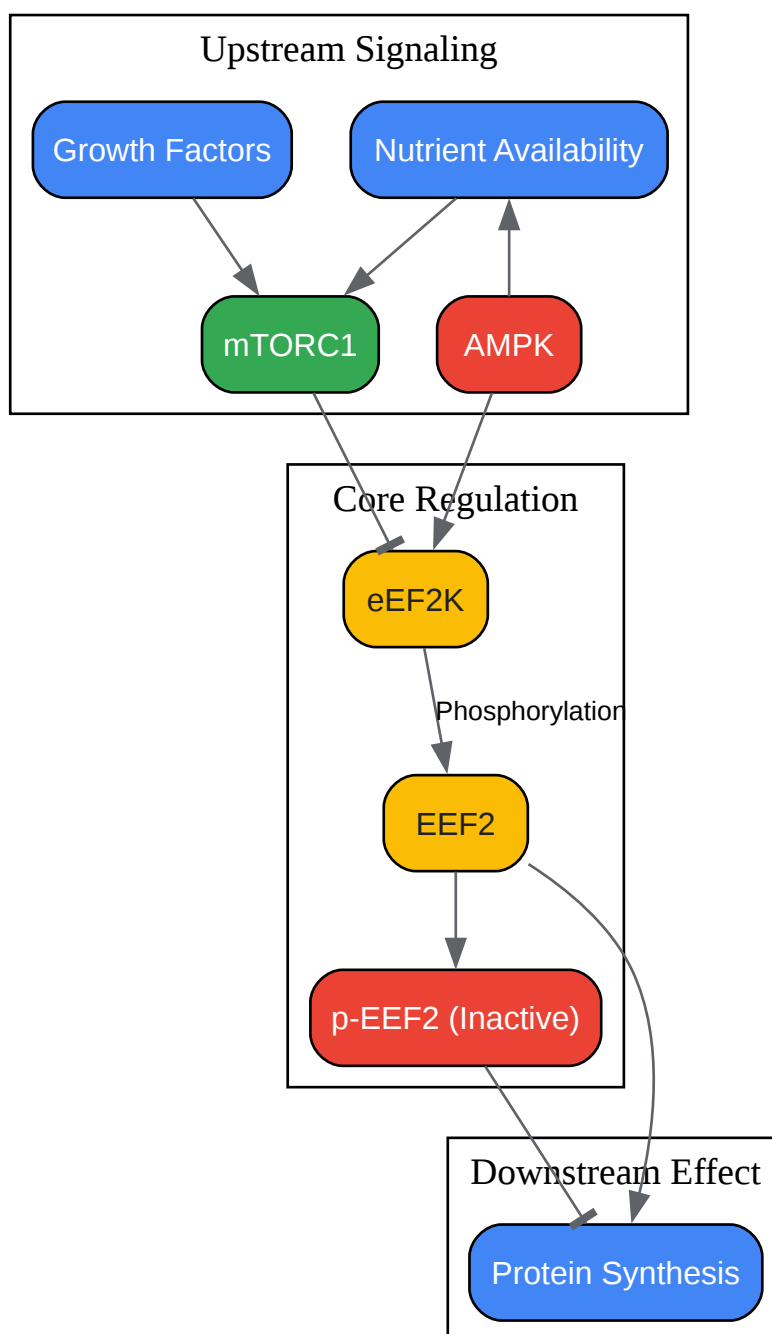 Upstream Signaling
Growth Factors
Nutrient Availability
mTORC1
AMPK
Core Regulation
eEF2K
Phosphorylation
EEF2
p-EEF2 (Inactive)
Downstream Effect
Protein Synthesis